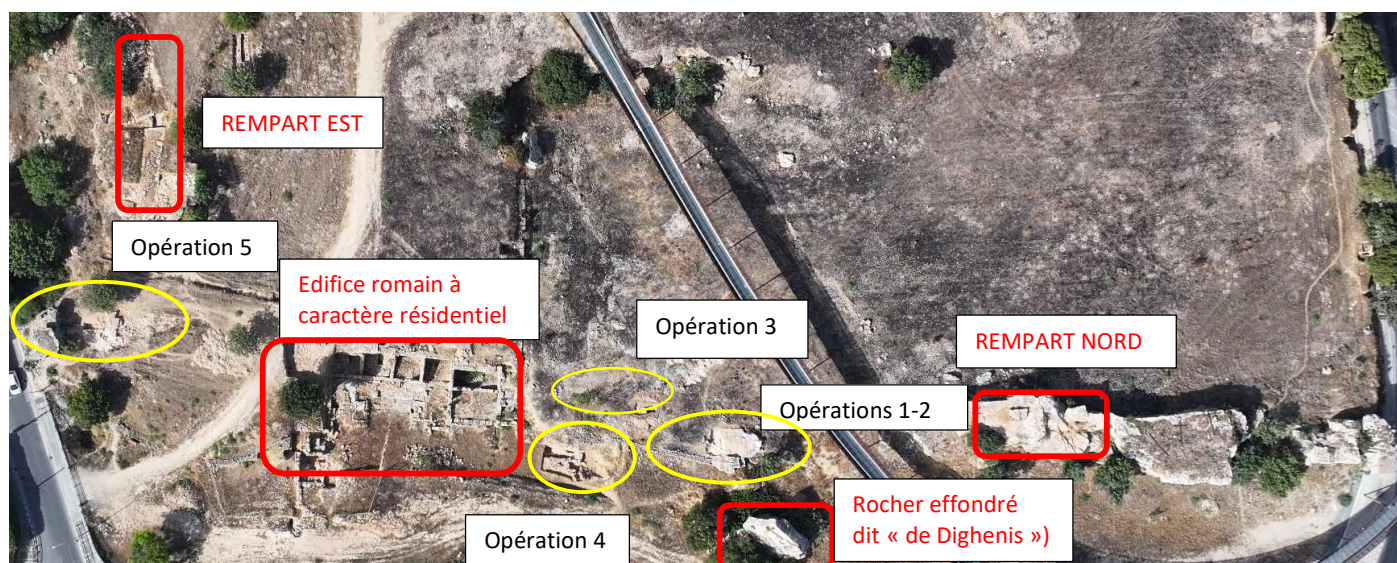 REMPART EST
Opération 5
Edifice romain à
caractère résidentiel
Opération 3
REMPART NORD
Opérations 1-2
Rocher effondré
dit « de Dighenis »)
Opération 4